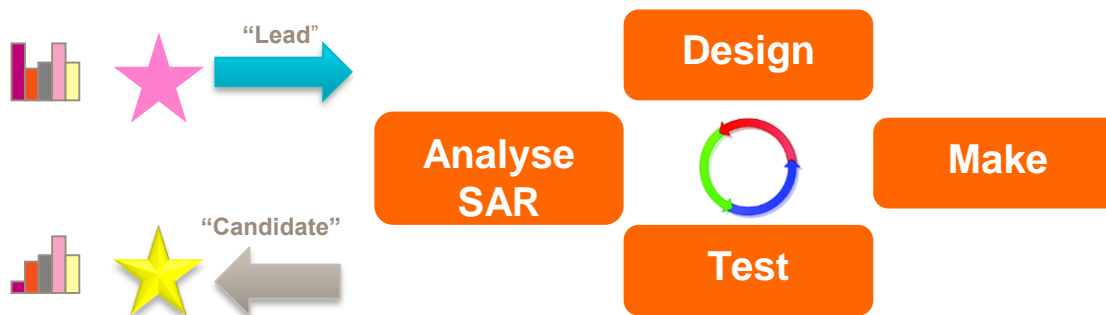 “Lead”
Design
Analyse
SAR
Make
“Candidate”
Test